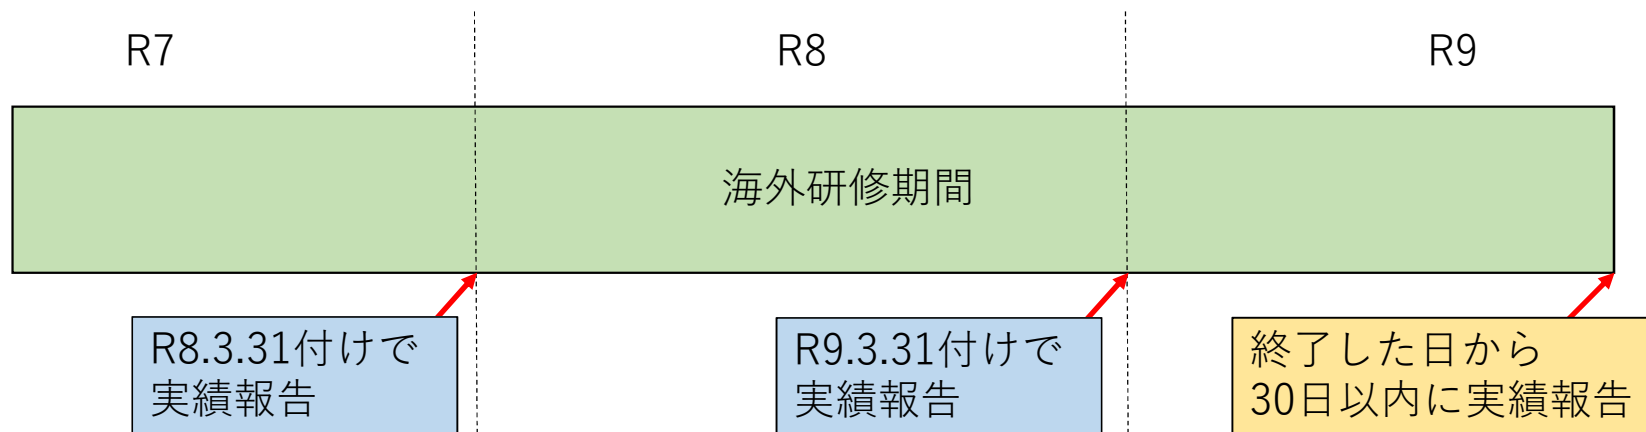 R7
R8
R9
海外研修期間
R8.3.31付けで
実績報告
R9.3.31付けで
実績報告
終了した日から
30日以内に実績報告